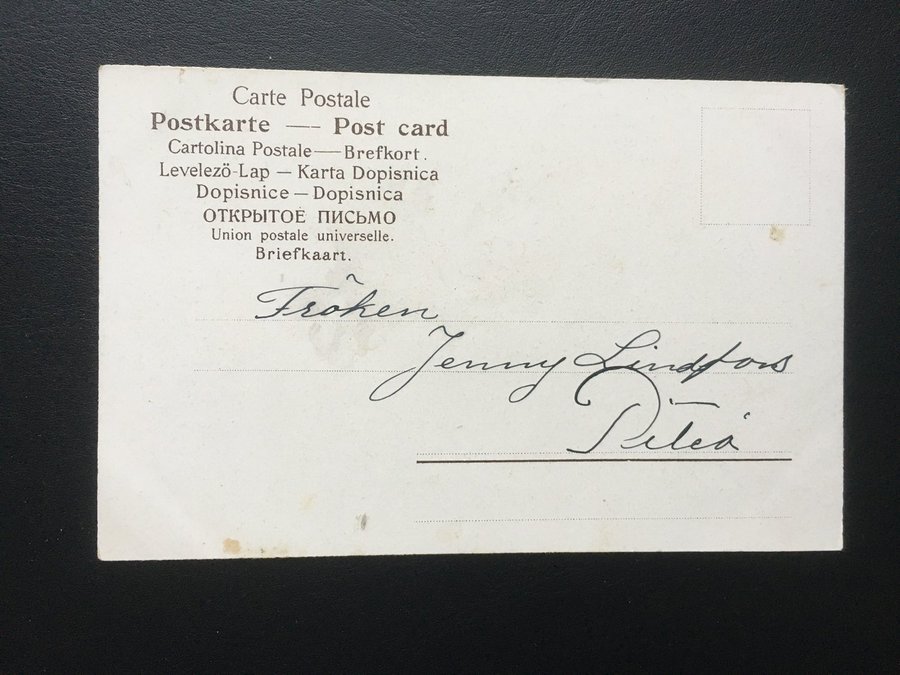 Carte Postale
Postkarte — Post card
Cartolina Postale — Brefkort.
Levelező-Lap — Karta Dopisnica
Dopisnice — Dopisnica
ОТКРЫТОЕ ПИСЬМО
Union postale universelle.
Briefkaart.
Fröken
Jenny Lindfors
Piteå